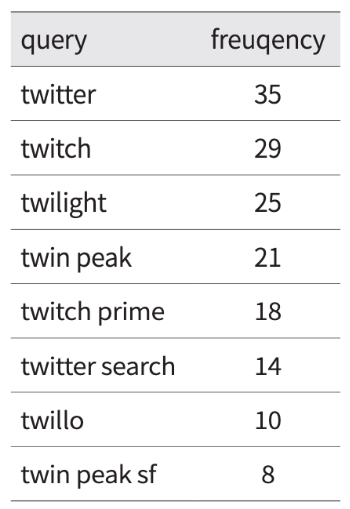 query freuqency
twitter 35
twitch 29
twilight 25
twin peak 21
twitch prime 18
twitter search 14
twillo 10
twin peak sf 8